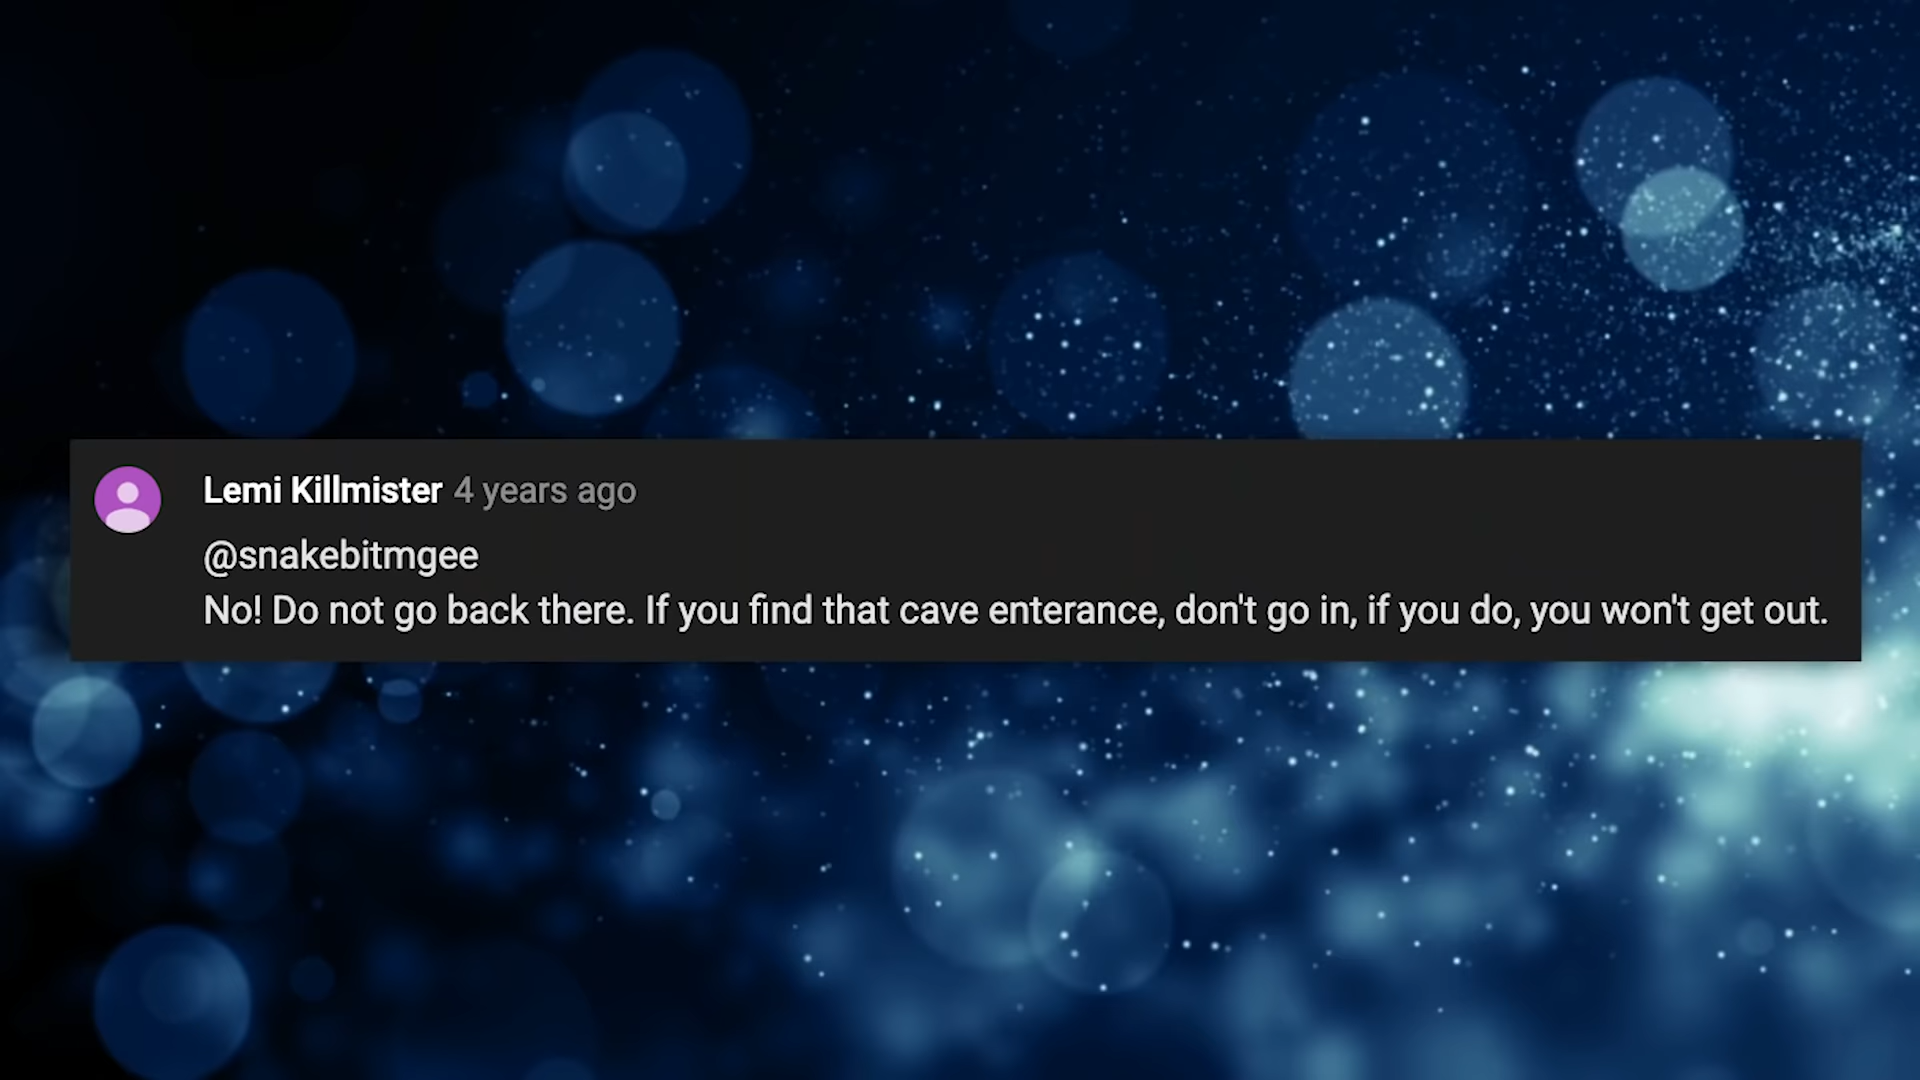 Lemi Killmister 4 years ago
@snakebitmgee
No! Do not go back there. If you find that cave enterance, don't go in, if you do, you won't get out.